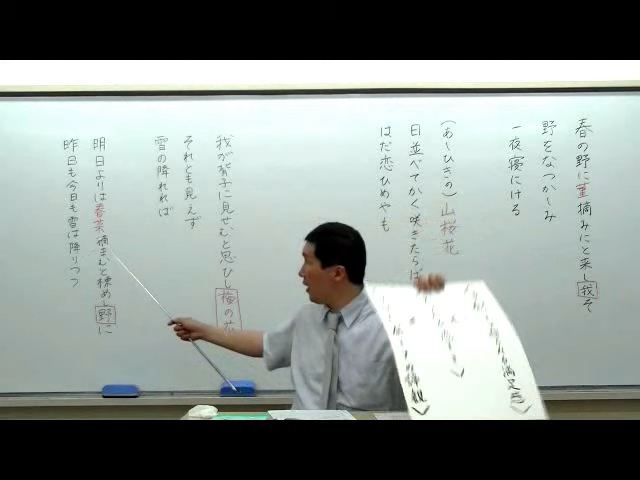 春の野に菫摘みにと来し我そ
野をなつかしみ
一夜寝にける
(あしひきの)山桜花
日並べてかく咲きたらば
はだ恋ひめやも
我が背子に見せむと思ひし梅の花
それとも見えず
雪の降れれば
明日よりは春菜摘まむと標めし野に
昨日も今日も雪は降りつつ
満足感